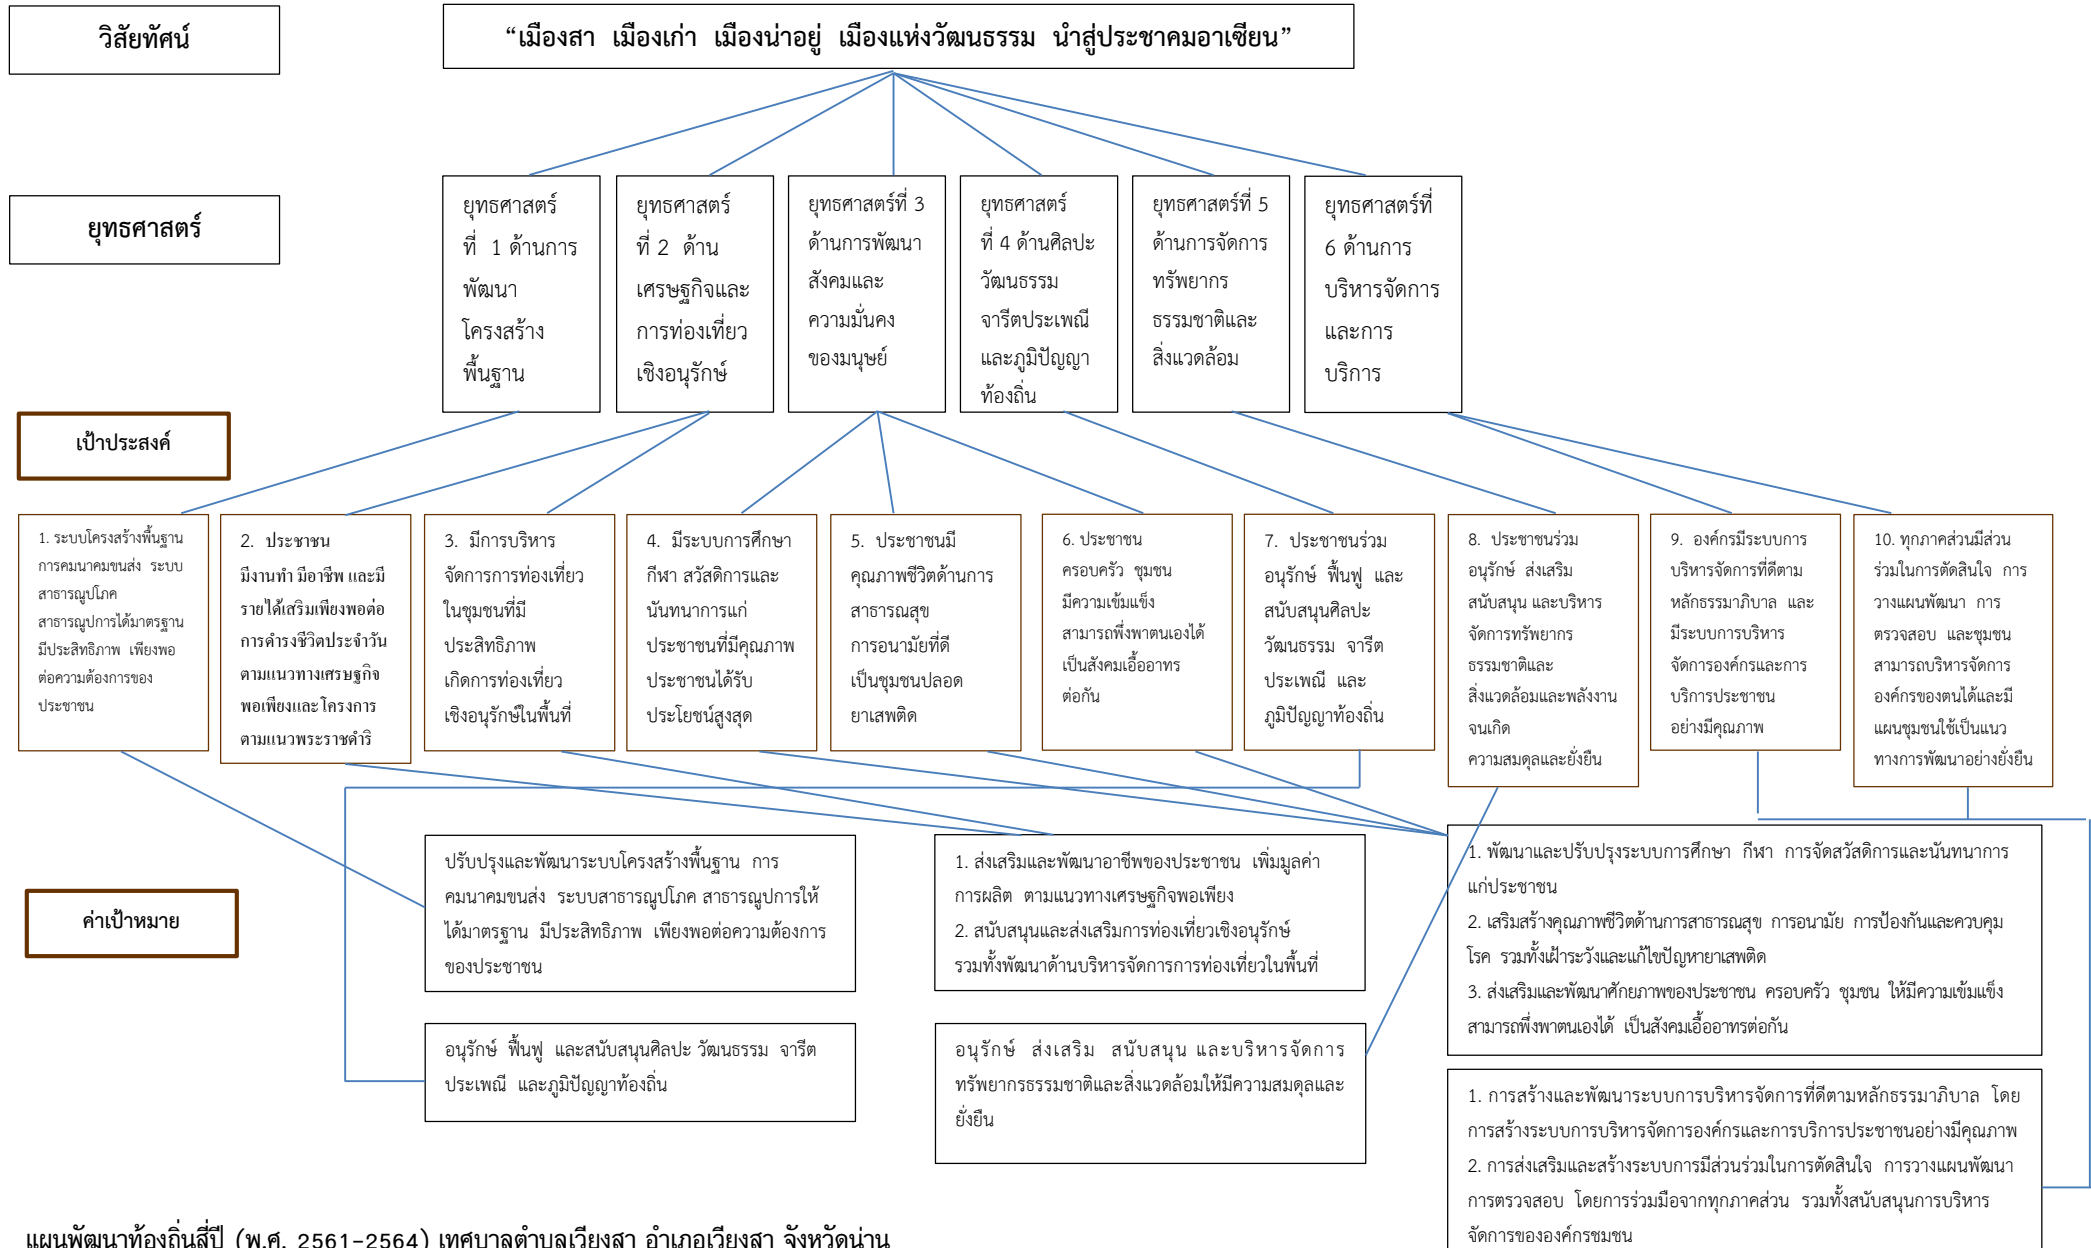 วิสัยทัศน์
“เมืองสา เมืองเก่า เมืองน่าอยู่ เมืองแห่งวัฒนธรรม นำสู่ประชาคมอาเซียน”
ยุทธศาสตร์
ยุทธศาสตร์
ที่ 1 ด้านการ
พัฒนา
โครงสร้าง
พื้นฐาน
ยุทธศาสตร์
ที่ 2 ด้าน
เศรษฐกิจและ
การท่องเที่ยว
เชิงอนุรักษ์
ยุทธศาสตร์ที่ 3
ด้านการพัฒนา
สังคมและ
ความมั่นคง
ของมนุษย์
ยุทธศาสตร์
ที่ 4 ด้านศิลปะ
วัฒนธรรม
จารีตประเพณี
และภูมิปัญญา
ท้องถิ่น
ยุทธศาสตร์ที่ 5
ด้านการจัดการ
ทรัพยากร
ธรรมชาติและ
สิ่งแวดล้อม
ยุทธศาสตร์ที่
6 ด้านการ
บริหารจัดการ
และการ
บริการ
เป้าประสงค์
1. ระบบโครงสร้างพื้นฐาน
การคมนาคมขนส่ง ระบบ
สาธารณูปโภค
สาธารณูปการได้มาตรฐาน
มีประสิทธิภาพ เพียงพอ
ต่อความต้องการของ
ประชาชน
2. ประชาชน
มีงานทำ มีอาชีพ และมี
รายได้เสริมเพียงพอต่อ
การดำรงชีวิตประจำวัน
ตามแนวทางเศรษฐกิจ
พอเพียงและโครงการ
ตามแนวพระราชดำริ
3. มีการบริหาร
จัดการการท่องเที่ยว
ในชุมชนที่มี
ประสิทธิภาพ
เกิดการท่องเที่ยว
เชิงอนุรักษ์ในพื้นที่
4. มีระบบการศึกษา
กีฬา สวัสดิการและ
นันทนาการแก่
ประชาชนที่มีคุณภาพ
ประชาชนได้รับ
ประโยชน์สูงสุด
5. ประชาชนมี
คุณภาพชีวิตด้านการ
สาธารณสุข
การอนามัยที่ดี
เป็นชุมชนปลอด
ยาเสพติด
6. ประชาชน
ครอบครัว ชุมชน
มีความเข้มแข็ง
สามารถพึ่งพาตนเองได้
เป็นสังคมเอื้ออาทร
ต่อกัน
7. ประชาชนร่วม
อนุรักษ์ ฟื้นฟู และ
สนับสนุนศิลปะ
วัฒนธรรม จารีต
ประเพณี และ
ภูมิปัญญาท้องถิ่น
8. ประชาชนร่วม
อนุรักษ์ ส่งเสริม
สนับสนุน และบริหาร
จัดการทรัพยากร
ธรรมชาติและ
สิ่งแวดล้อมและพลังงาน
จนเกิด
ความสมดุลและยั่งยืน
9. องค์กรมีระบบการ
บริหารจัดการที่ดีตาม
หลักธรรมาภิบาล และ
มีระบบการบริหาร
จัดการองค์กรและการ
บริการประชาชน
อย่างมีคุณภาพ
10. ทุกภาคส่วนมีส่วน
ร่วมในการตัดสินใจ การ
วางแผนพัฒนา การ
ตรวจสอบ และชุมชน
สามารถบริหารจัดการ
องค์กรของตนได้และมี
แผนชุมชนใช้เป็นแนว
ทางการพัฒนาอย่างยั่งยืน
ค่าเป้าหมาย
ปรับปรุงและพัฒนาระบบโครงสร้างพื้นฐาน การ
คมนาคมขนส่ง ระบบสาธารณูปโภค สาธารณูปการให้
ได้มาตรฐาน มีประสิทธิภาพ เพียงพอต่อความต้องการ
ของประชาชน
1. ส่งเสริมและพัฒนาอาชีพของประชาชน เพิ่มมูลค่า
การผลิต ตามแนวทางเศรษฐกิจพอเพียง
2. สนับสนุนและส่งเสริมการท่องเที่ยวเชิงอนุรักษ์
รวมทั้งพัฒนาด้านบริหารจัดการการท่องเที่ยวในพื้นที่
1. พัฒนาและปรับปรุงระบบการศึกษา กีฬา การจัดสวัสดิการและนันทนาการ
แก่ประชาชน
2. เสริมสร้างคุณภาพชีวิตด้านการสาธารณสุข การอนามัย การป้องกันและควบคุม
โรค รวมทั้งเฝ้าระวังและแก้ไขปัญหายาเสพติด
3. ส่งเสริมและพัฒนาศักยภาพของประชาชน ครอบครัว ชุมชน ให้มีความเข้มแข็ง
สามารถพึ่งพาตนเองได้ เป็นสังคมเอื้ออาทรต่อกัน
อนุรักษ์ ฟื้นฟู และสนับสนุนศิลปะ วัฒนธรรม จารีต
ประเพณี และภูมิปัญญาท้องถิ่น
อนุรักษ์ ส่งเสริม สนับสนุน และบริหารจัดการ
ทรัพยากรธรรมชาติและสิ่งแวดล้อมให้มีความสมดุลและ
ยั่งยืน
1. การสร้างและพัฒนาระบบการบริหารจัดการที่ดีตามหลักธรรมาภิบาล โดย
การสร้างระบบการบริหารจัดการองค์กรและการบริการประชาชนอย่างมีคุณภาพ
2. การส่งเสริมและสร้างระบบการมีส่วนร่วมในการตัดสินใจ การวางแผนพัฒนา
การตรวจสอบ โดยการร่วมมือจากทุกภาคส่วน รวมทั้งสนับสนุนการบริหาร
จัดการขององค์กรชุมชน
แผนพัฒนาท้องถิ่นสี่ปี (พ.ศ. 2561-2564) เทศบาลตำบลเวียงสา อำเภอเวียงสา จังหวัดน่าน